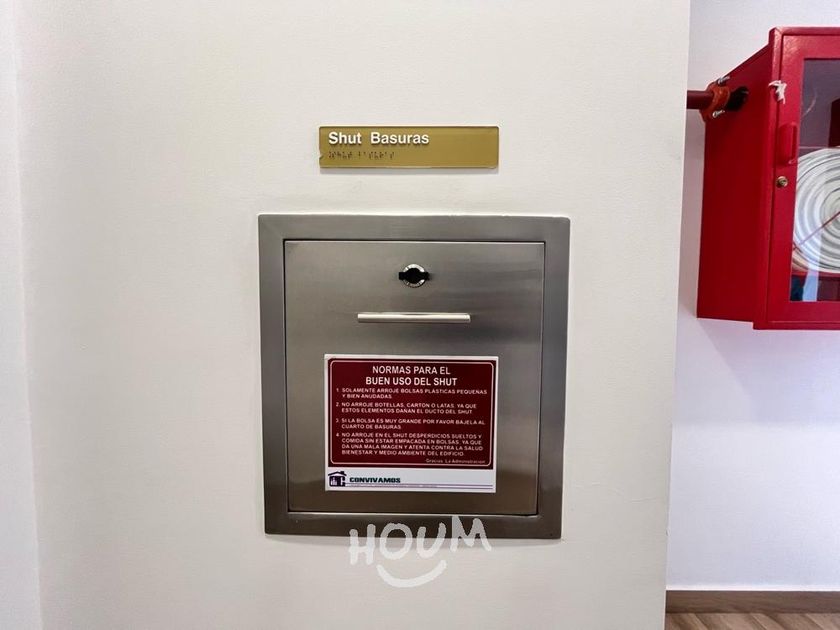 Shut Basuras
NORMAS PARA EL
BUEN USO DEL SHUT
1 SOLAMENTE ARROJE BOLSAS PLASTICAS PEQUEÑAS
Y BIEN ANUDADAS.
2 NO ARROJE BOTELLAS, CARTON O LATAS, YA QUE
ESTOS ELEMENTOS DAÑAN EL DUCTO DEL SHUT
3 SI LA BOLSA ES MUY GRANDE POR FAVOR BAJELA AL
CUARTO DE BASURAS
4 NO ARROJE EN EL SHUT DESPERDICIOS SUELTOS Y
COMIDA SIN ESTAR EMPACADA EN BOLSAS, YA QUE
DA UNA MALA IMAGEN Y ATENTA CONTRA LA SALUD
BIENESTAR Y MEDIO AMBIENTE DEL EDIFICIO.
Gracias. La Administracion
CONVIVAMOS
HOUM